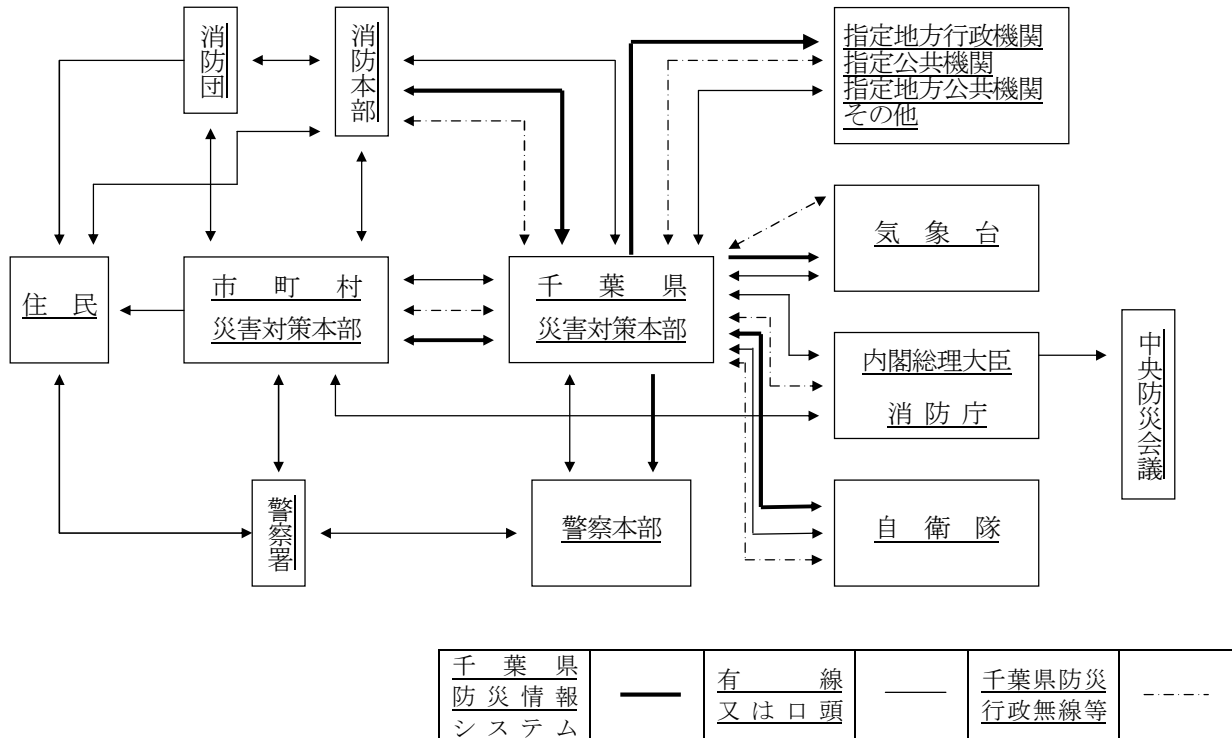 消防団
消防本部
指定地方行政機関
指定公共機関
指定地方公共機関
その他
気象台
住民
市町村
災害対策本部
千葉県
災害対策本部
内閣総理大臣
消防庁
中央防災会議
警察署
警察本部
自衛隊
千葉県
防災情報
システム
有線
又は口頭
千葉県防災
行政無線等